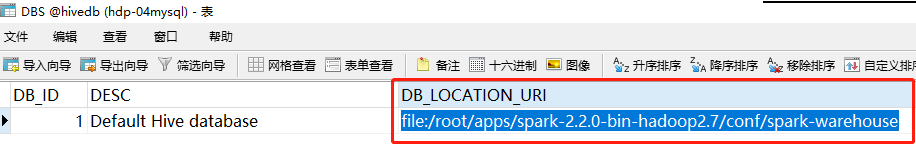 DBS @hivedb (hdp-04mysql) - 表
文件 编辑 查看 窗口 帮助
导入向导 导出向导 筛选向导 网格查看 表单查看 备注 十六进制 图像 升序排序 降序排序 移除排序 自定义排序
DB_ID DESC DB_LOCATION_URI
1 Default Hive database file:/root/apps/spark-2.2.0-bin-hadoop2.7/conf/spark-warehouse